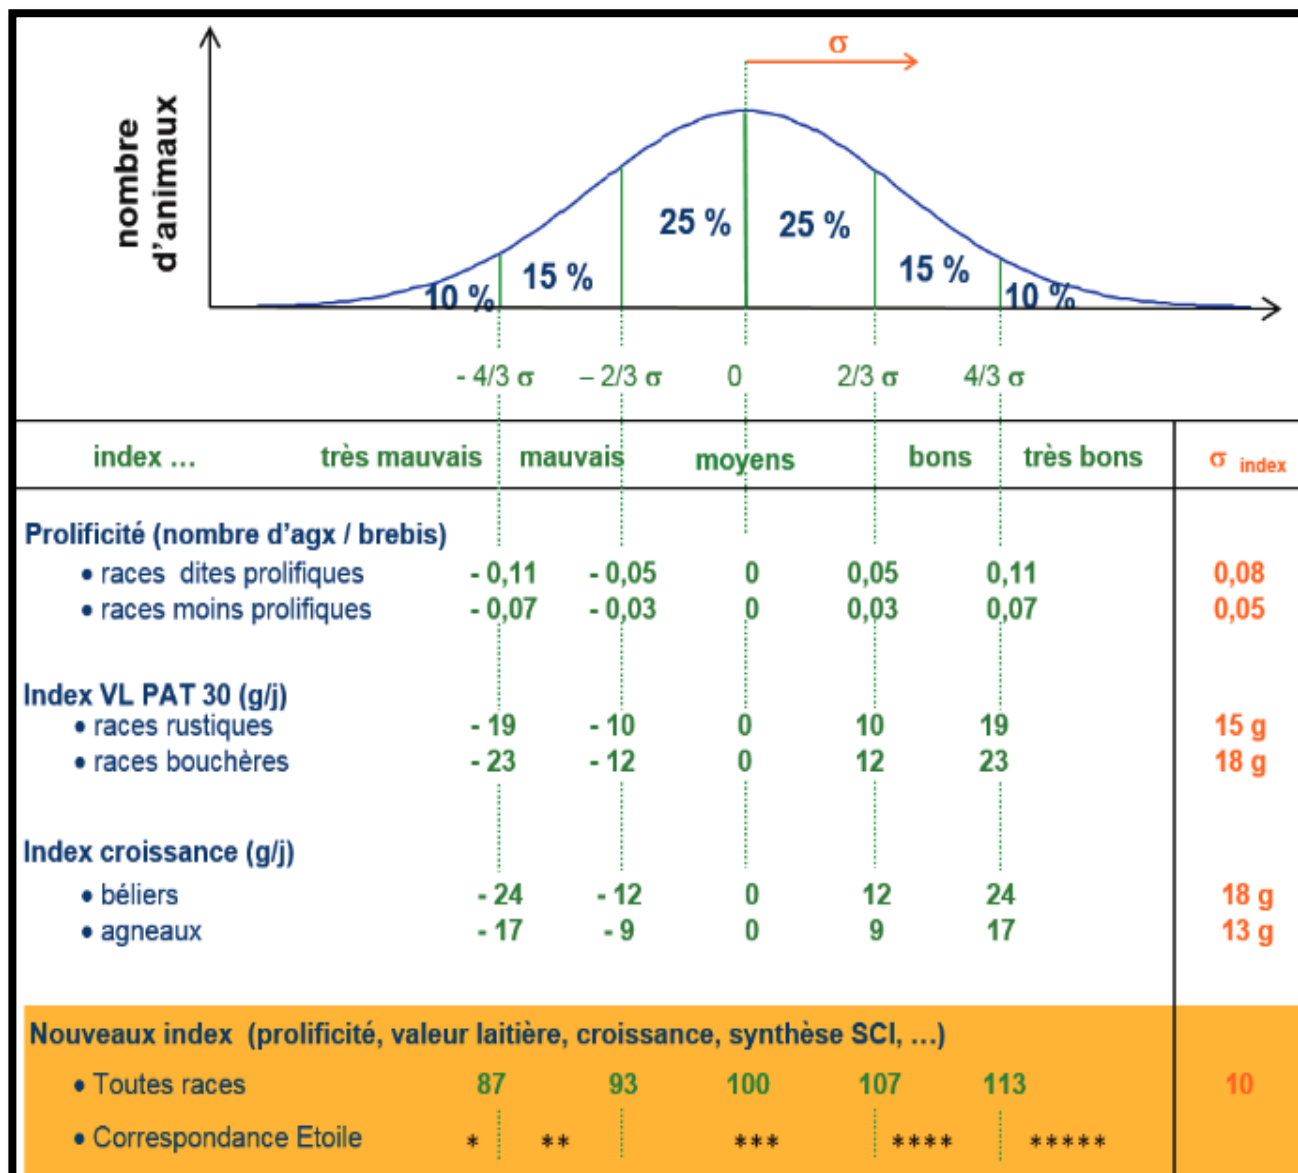 σ
nombre
d'animaux
25 % 25 %
15 % 15 %
10 % 10 %
- 4/3 σ – 2/3 σ 0 2/3 σ 4/3 σ
index ... très mauvais mauvais moyens bons très bons σ index
Prolificité (nombre d'agx / brebis)
• races dites prolifiques - 0,11 - 0,05 0 0,05 0,11 0,08
• races moins prolifiques - 0,07 - 0,03 0 0,03 0,07 0,05
Index VL PAT 30 (g/j)
• races rustiques - 19 - 10 0 10 19 15 g
• races bouchères - 23 - 12 0 12 23 18 g
Index croissance (g/j)
• béliers - 24 - 12 0 12 24 18 g
• agneaux - 17 - 9 0 9 17 13 g
Nouveaux index (prolificité, valeur laitière, croissance, synthèse SCI, ...)
• Toutes races 87 93 100 107 113 10
• Correspondance Etoile * ** *** **** *****